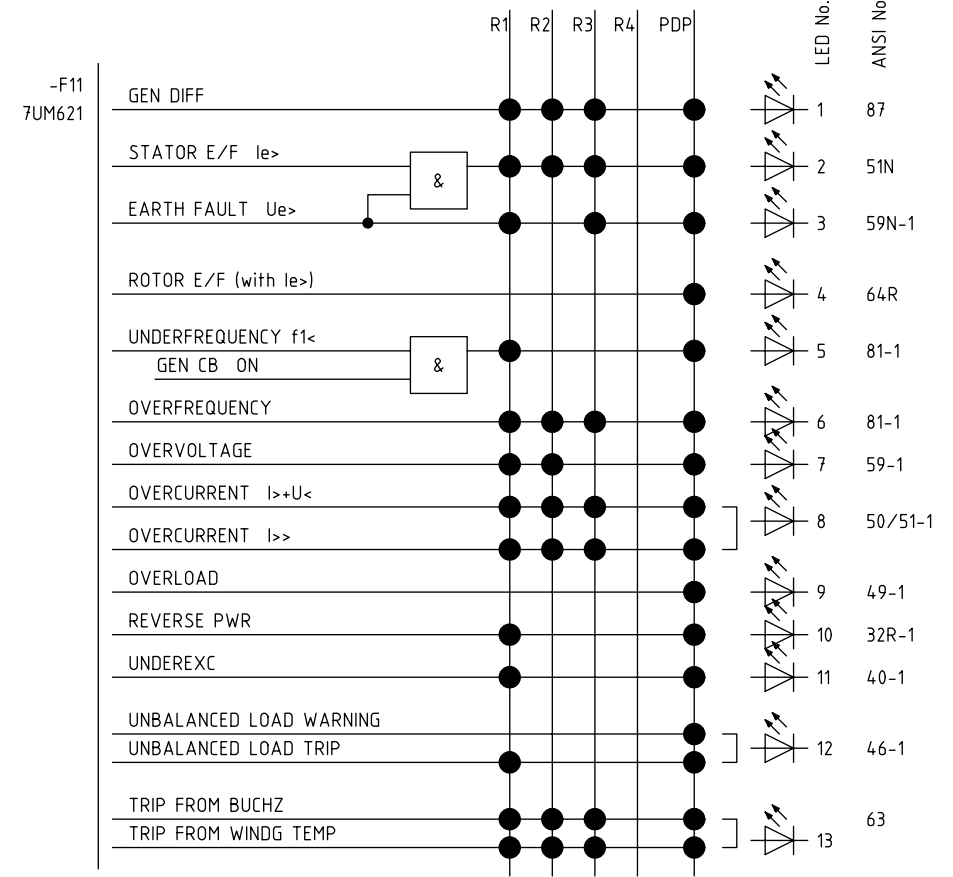 R1 R2 R3 R4 PDP LED No. ANSI No
-F11
7UM621
GEN DIFF 1 87
STATOR E/F Ie> 2 51N
&
EARTH FAULT Ue> 3 59N-1
ROTOR E/F (with Ie>) 4 64R
UNDERFREQUENCY f1< 5 81-1
&
GEN CB ON
OVERFREQUENCY 6 81-1
OVERVOLTAGE 7 59-1
OVERCURRENT I>+U< 8 50/51-1
OVERCURRENT I>>
OVERLOAD 9 49-1
REVERSE PWR 10 32R-1
UNDEREXC 11 40-1
UNBALANCED LOAD WARNING
UNBALANCED LOAD TRIP 12 46-1
TRIP FROM BUCHZ 63
TRIP FROM WINDG TEMP 13